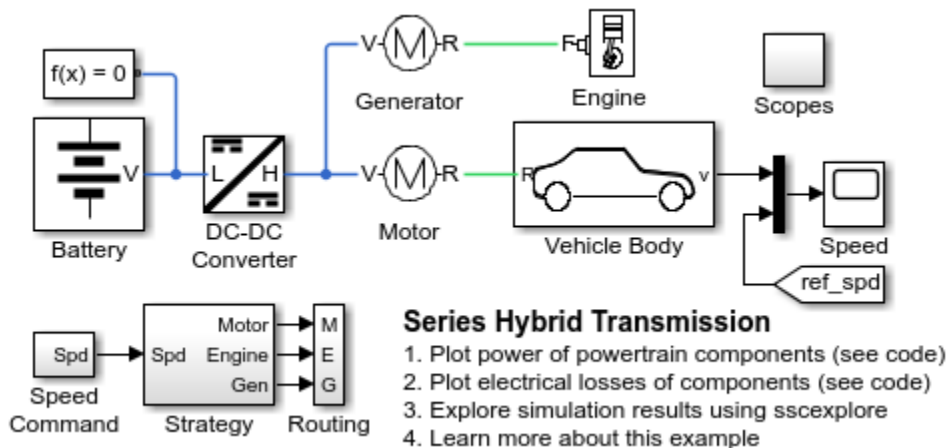 f(x) = 0
V
Battery
L
H
DC-DC
Converter
V
M
R
Generator
F
Engine
V
M
R
Motor
R
v
Vehicle Body
Scopes
Speed
ref_spd
Spd
Speed
Command
Spd
Motor
Engine
Gen
Strategy
M
E
G
Routing
Series Hybrid Transmission
1. Plot power of powertrain components (see code)
2. Plot electrical losses of components (see code)
3. Explore simulation results using sscexplore
4. Learn more about this example